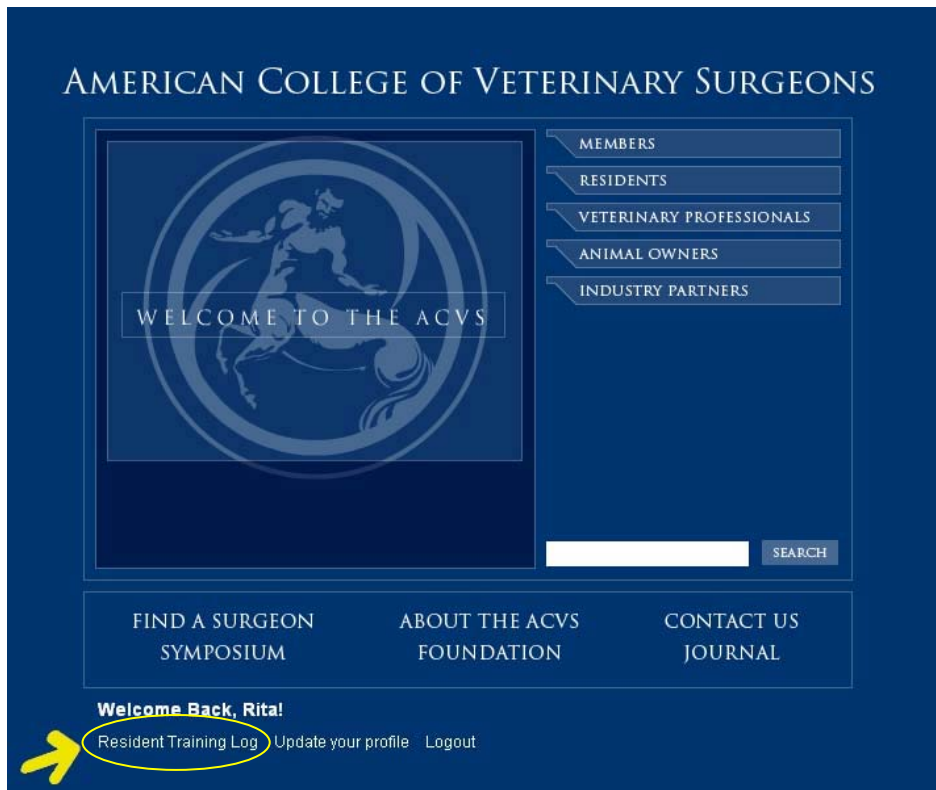 AMERICAN COLLEGE OF VETERINARY SURGEONS
WELCOME TO THE ACVS
MEMBERS
RESIDENTS
VETERINARY PROFESSIONALS
ANIMAL OWNERS
INDUSTRY PARTNERS
SEARCH
FIND A SURGEON ABOUT THE ACVS CONTACT US
SYMPOSIUM FOUNDATION JOURNAL
Welcome Back, Rita!
Resident Training Log Update your profile Logout